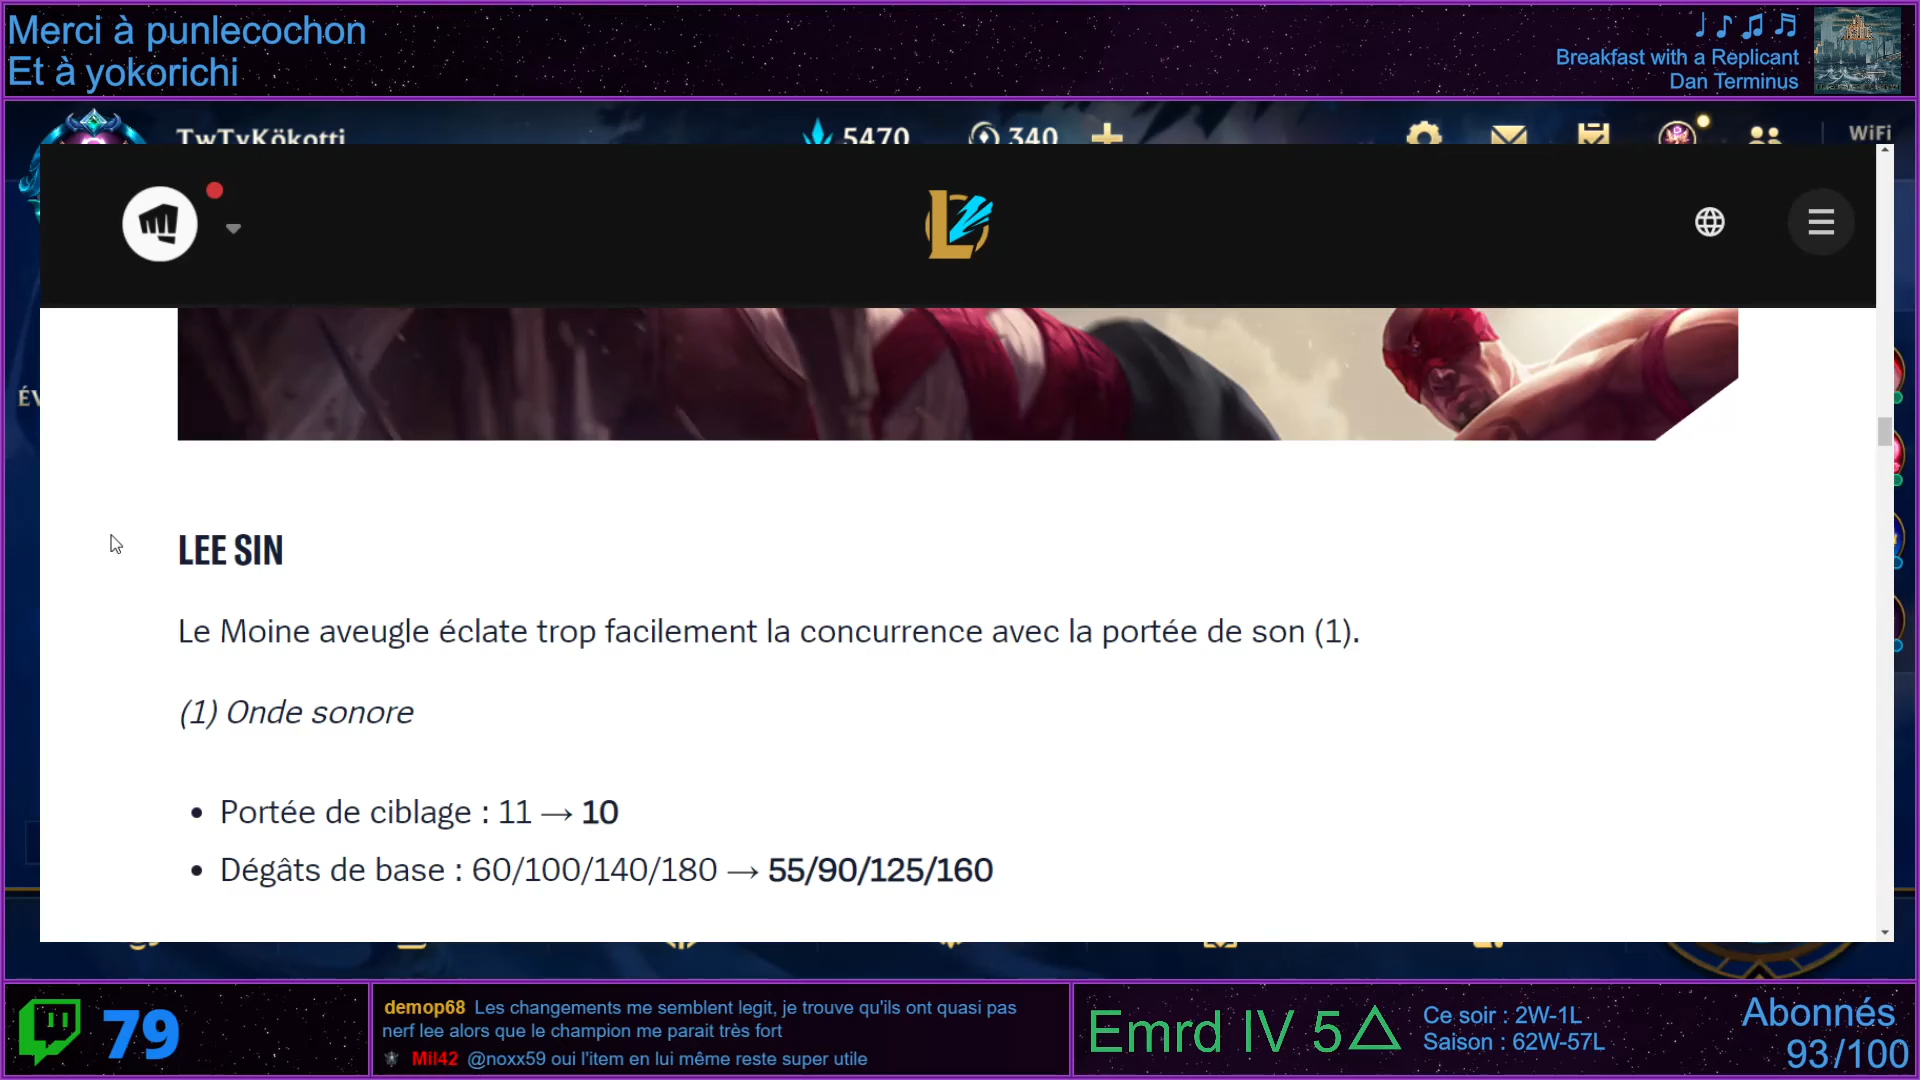 Merci à punlecochon
Et à yokorichi
Breakfast with a Replicant
Dan Terminus
TwTvKökotti
5470
340
WiFi
LEE SIN
Le Moine aveugle éclate trop facilement la concurrence avec la portée de son (1).
(1) Onde sonore
• Portée de ciblage : 11 → 10
• Dégâts de base : 60/100/140/180 → 55/90/125/160
79
demop68 Les changements me semblent legit, je trouve qu'ils ont quasi pas
nerf lee alors que le champion me parait très fort
Mil42 @noxx59 oui l'item en lui même reste super utile
Emrd IV 5△
Ce soir : 2W-1L
Saison : 62W-57L
Abonnés
93/100